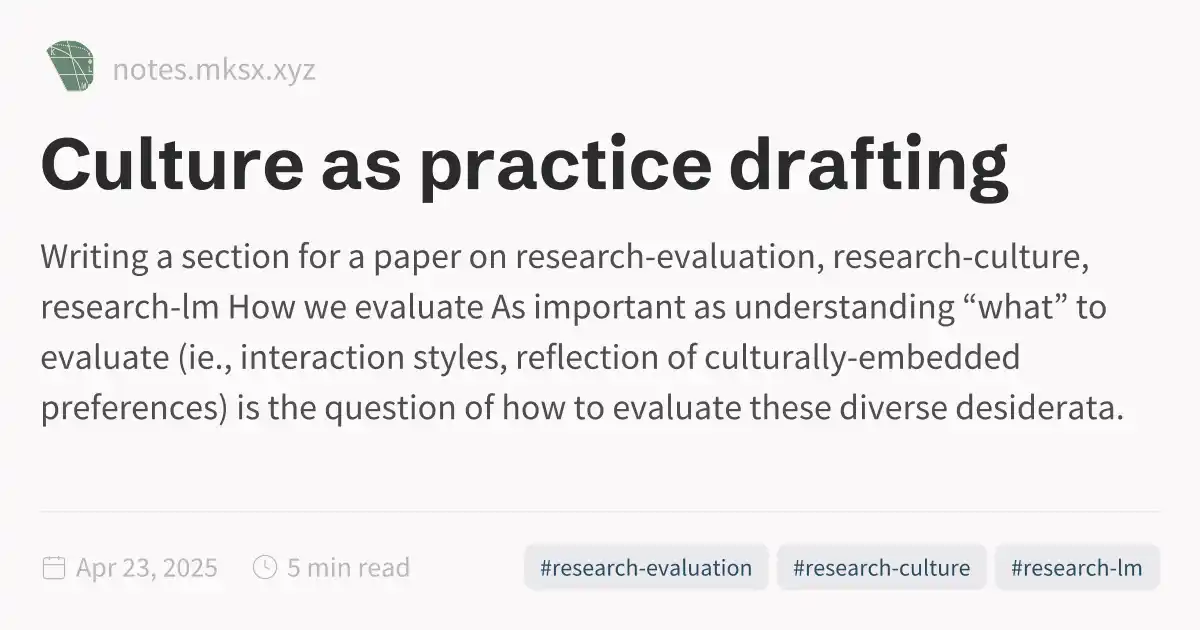 notes.mksx.xyz
Culture as practice drafting
Writing a section for a paper on research-evaluation, research-culture,
research-lm How we evaluate As important as understanding “what” to
evaluate (ie., interaction styles, reflection of culturally-embedded
preferences) is the question of how to evaluate these diverse desiderata.
Apr 23, 2025 5 min read #research-evaluation #research-culture #research-lm